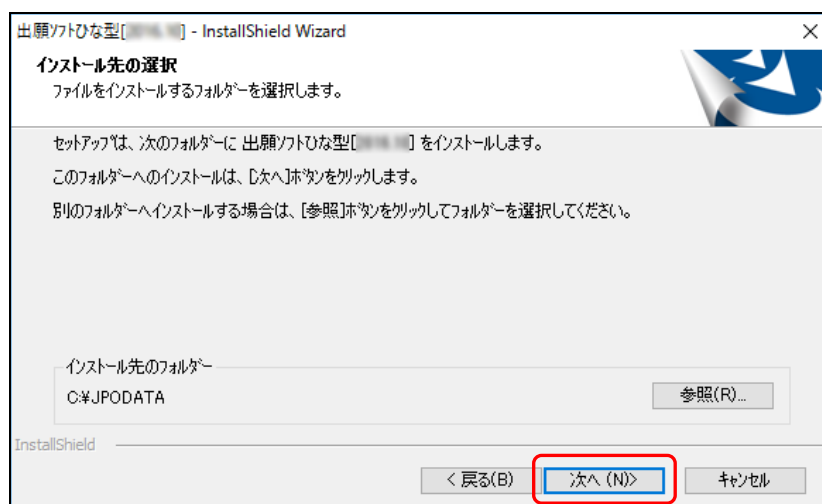 出願ソフトひな型[ ] - InstallShield Wizard
インストール先の選択
ファイルをインストールするフォルダーを選択します。
セットアップは、次のフォルダーに 出願ソフトひな型[ ] をインストールします。
このフォルダーへのインストールは、[次へ]ボタンをクリックします。
別のフォルダーへインストールする場合は、[参照]ボタンをクリックしてフォルダーを選択してください。
インストール先のフォルダー
C:¥JPODATA
参照(R)...
InstallShield
< 戻る(B)
次へ (N)>
キャンセル